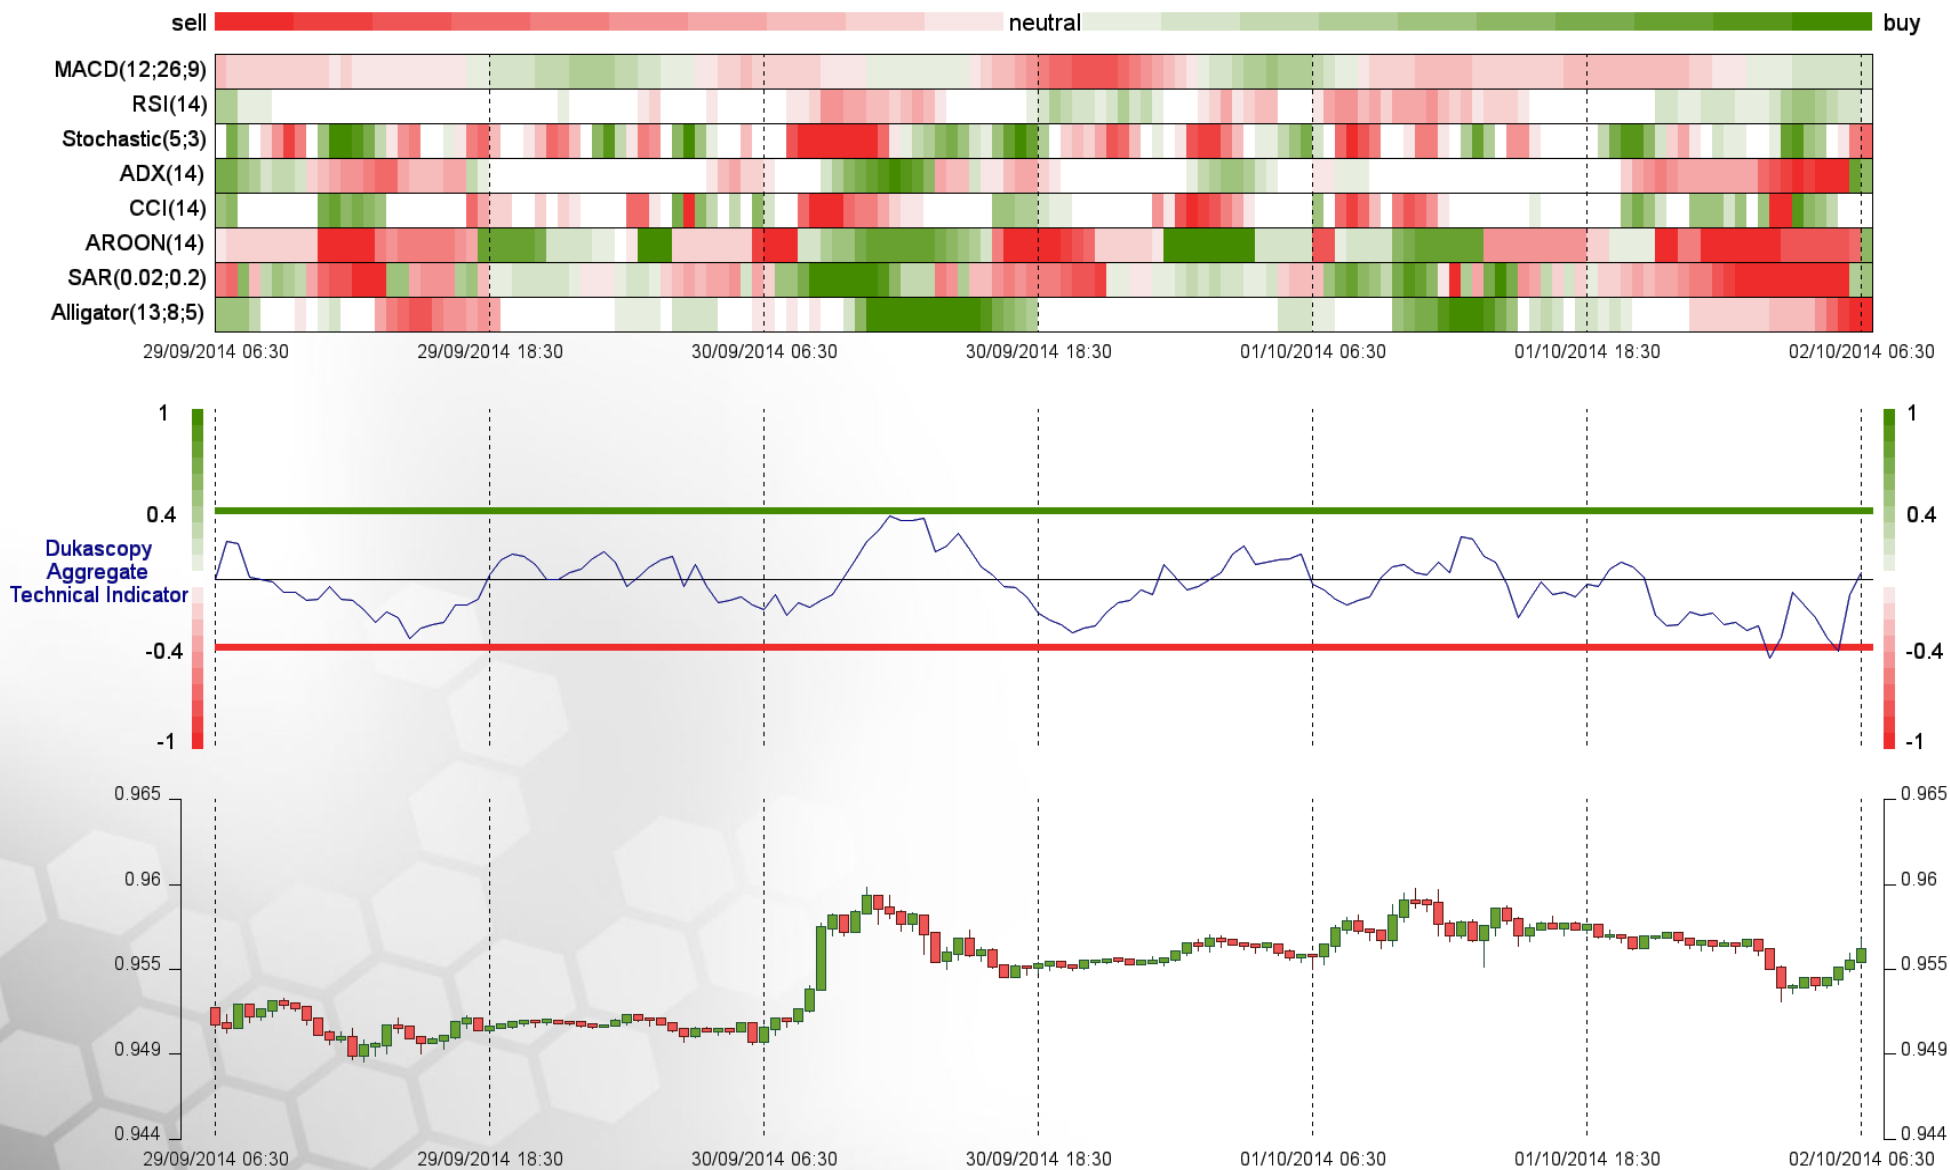 sell neutral buy
MACD(12;26;9)
RSI(14)
Stochastic(5;3)
ADX(14)
CCI(14)
AROON(14)
SAR(0.02;0.2)
Alligator(13;8;5)
29/09/2014 06:30 29/09/2014 18:30 30/09/2014 06:30 30/09/2014 18:30 01/10/2014 06:30 01/10/2014 18:30 02/10/2014 06:30
1 1
0.4 0.4
Dukascopy
Aggregate
Technical Indicator
-0.4 -0.4
-1 -1
0.965 0.965
0.96 0.96
0.955 0.955
0.949 0.949
0.944 0.944
29/09/2014 06:30 29/09/2014 18:30 30/09/2014 06:30 30/09/2014 18:30 01/10/2014 06:30 01/10/2014 18:30 02/10/2014 06:30